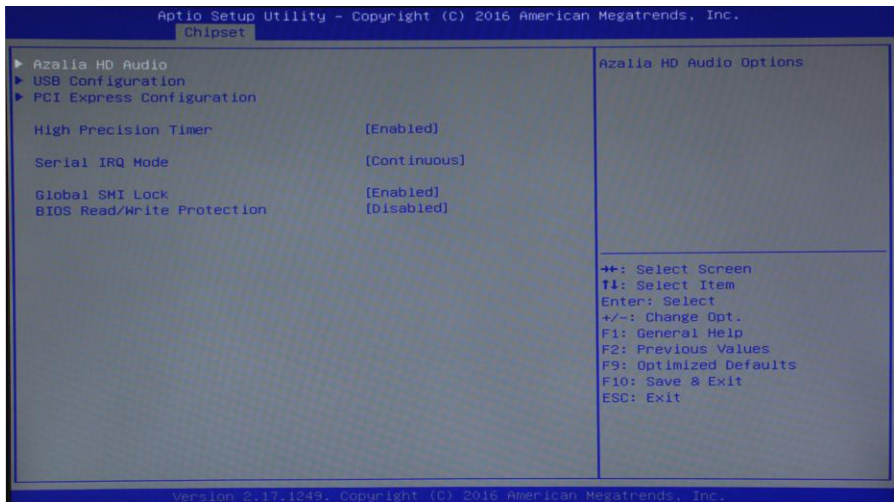 Aptio Setup Utility – Copyright (C) 2016 American Megatrends, Inc.
Chipset
Azalia HD Audio
USB Configuration
PCI Express Configuration
High Precision Timer [Enabled]
Serial IRQ Mode [Continuous]
Global SMI Lock [Enabled]
BIOS Read/Write Protection [Disabled]
Azalia HD Audio Options
→←: Select Screen
↑↓: Select Item
Enter: Select
+/-: Change Opt.
F1: General Help
F2: Previous Values
F9: Optimized Defaults
F10: Save & Exit
ESC: Exit
Version 2.17.1249. Copyright (C) 2016 American Megatrends, Inc.